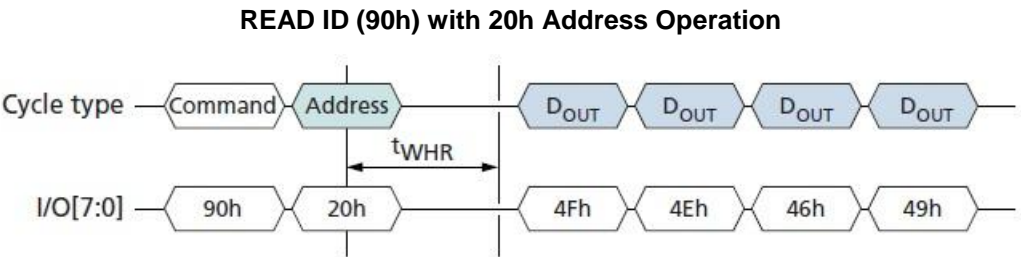 READ ID (90h) with 20h Address Operation
Cycle type Command Address DOUT DOUT DOUT DOUT
tWHR
I/O[7:0] 90h 20h 4Fh 4Eh 46h 49h